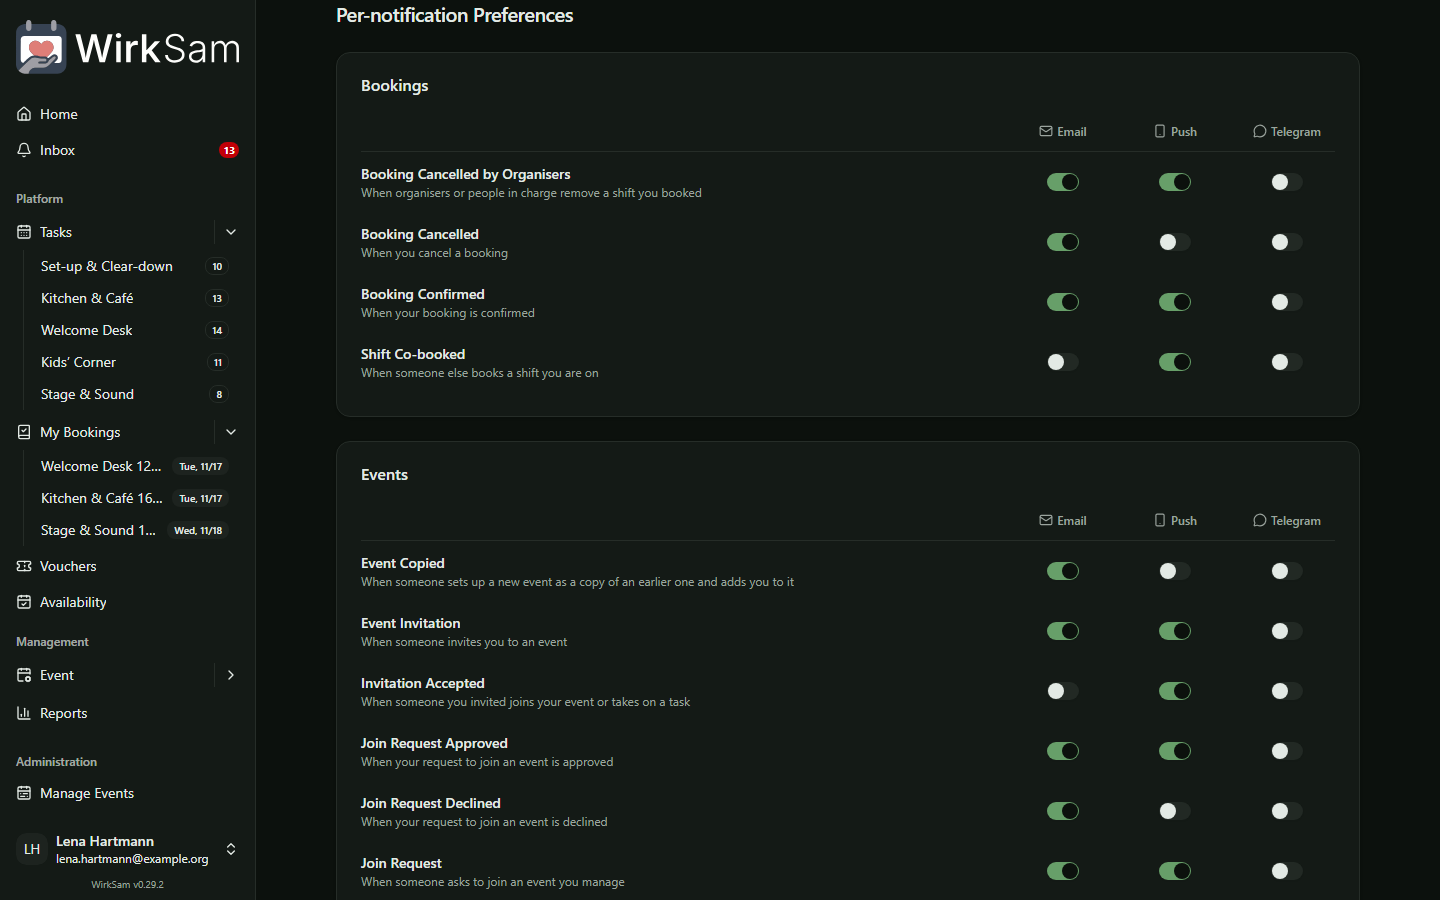 WirkSam
Home
Inbox 13
Platform
Tasks
Set-up & Clear-down 10
Kitchen & Café 13
Welcome Desk 14
Kids’ Corner 11
Stage & Sound 8
My Bookings
Welcome Desk 12... Tue, 11/17
Kitchen & Café 16... Tue, 11/17
Stage & Sound 1... Wed, 11/18
Vouchers
Availability
Management
Event
Reports
Administration
Manage Events
LH
Lena Hartmann
lena.hartmann@example.org
WirkSam v0.29.2
Per-notification Preferences
Bookings
Email Push Telegram
Booking Cancelled by Organisers
When organisers or people in charge remove a shift you booked
Booking Cancelled
When you cancel a booking
Booking Confirmed
When your booking is confirmed
Shift Co-booked
When someone else books a shift you are on
Events
Email Push Telegram
Event Copied
When someone sets up a new event as a copy of an earlier one and adds you to it
Event Invitation
When someone invites you to an event
Invitation Accepted
When someone you invited joins your event or takes on a task
Join Request Approved
When your request to join an event is approved
Join Request Declined
When your request to join an event is declined
Join Request
When someone asks to join an event you manage